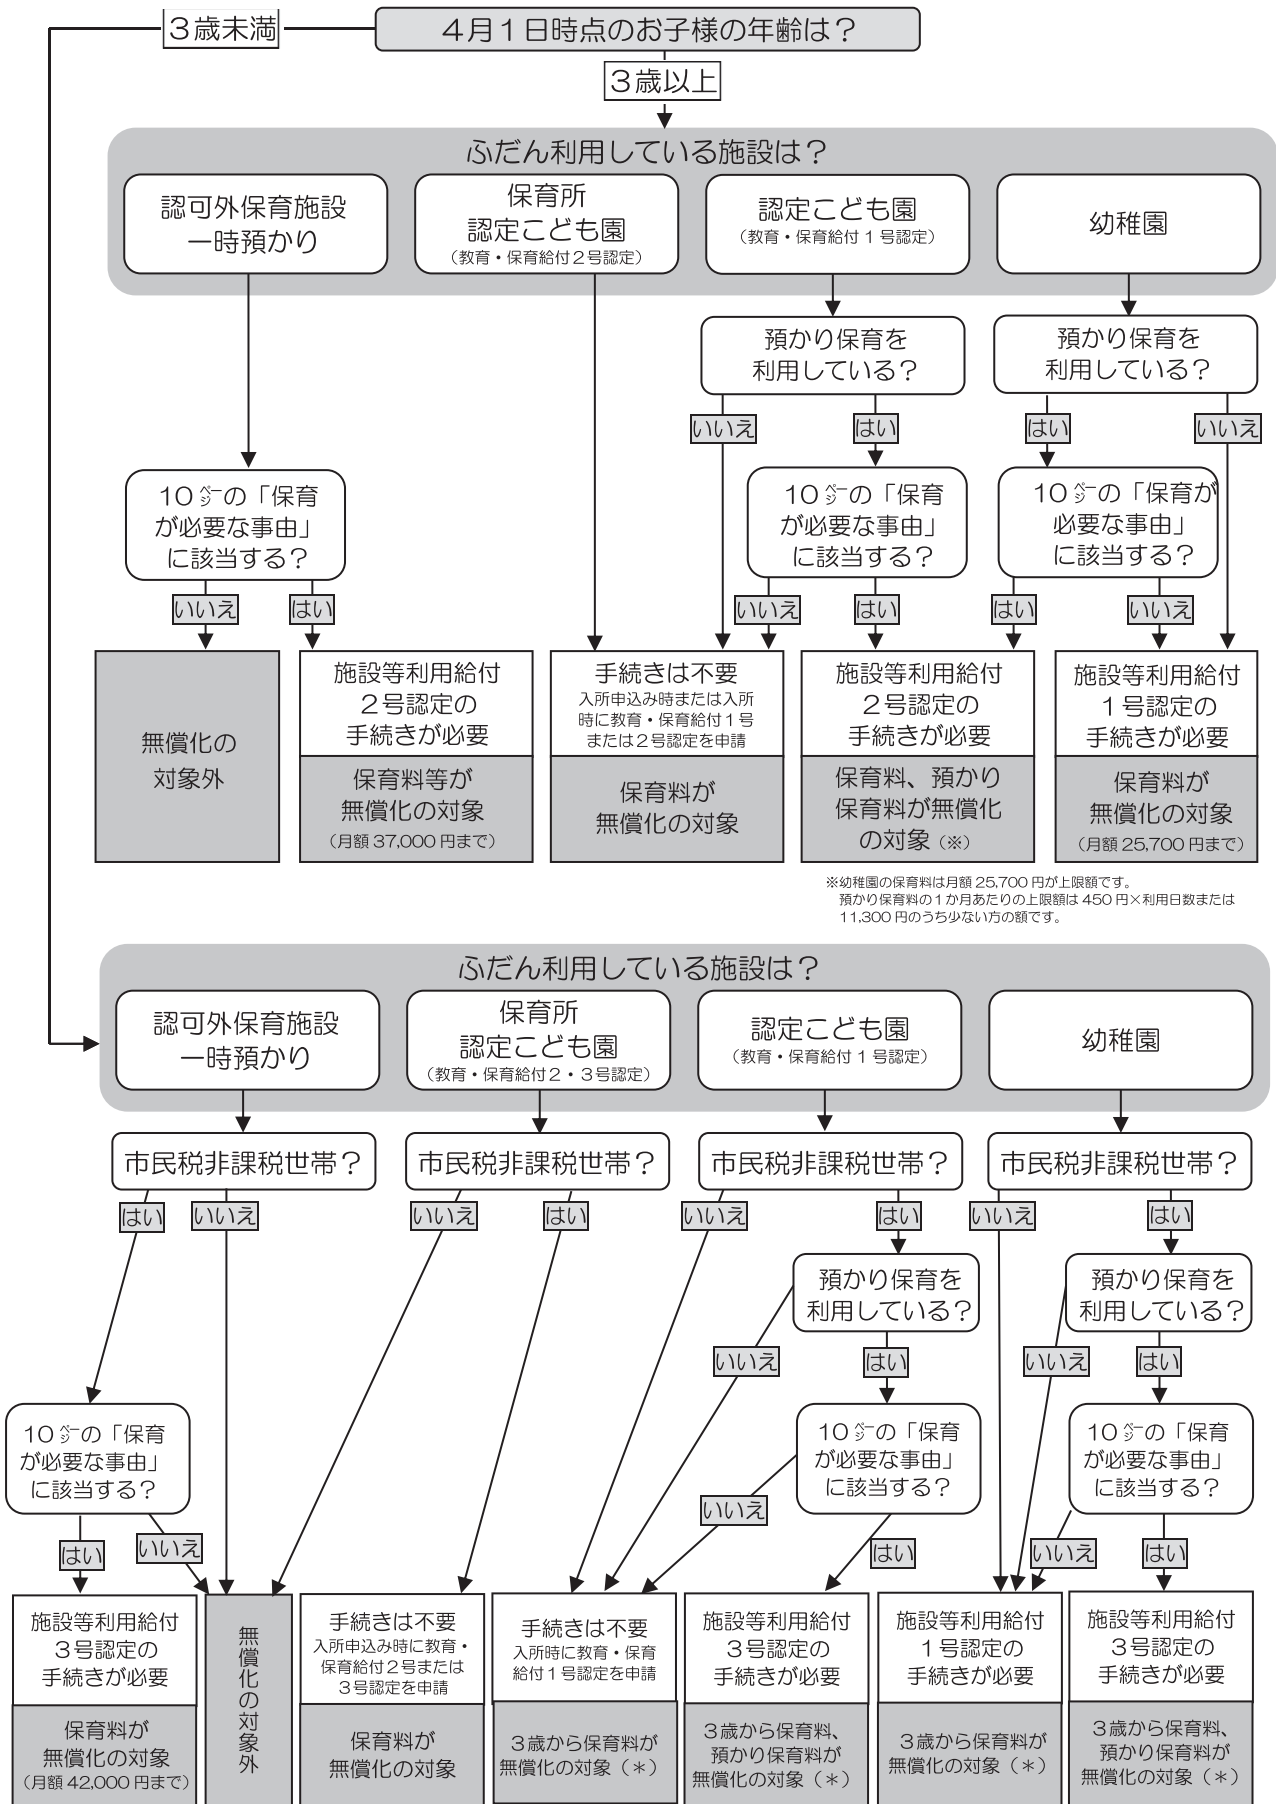 4月1日時点のお子様の年齢は？
3歳未満
3歳以上
ふだん利用している施設は？
認可外保育施設
一時預かり
保育所
認定こども園
（教育・保育給付2号認定）
認定こども園
（教育・保育給付1号認定）
幼稚園
預かり保育を
利用している？
預かり保育を
利用している？
いいえ
はい
はい
いいえ
10㌻の「保育
が必要な事由」
に該当する？
10㌻の「保育
が必要な事由」
に該当する？
10㌻の「保育が
必要な事由」
に該当する？
いいえ
はい
いいえ
はい
はい
いいえ
無償化の
対象外
施設等利用給付
2号認定の
手続きが必要
保育料等が
無償化の対象
（月額37,000円まで）
手続きは不要
入所申込み時または入所
時に教育・保育給付1号
または2号認定を申請
保育料が
無償化の対象
施設等利用給付
2号認定の
手続きが必要
保育料、預かり
保育料が無償化
の対象（※）
施設等利用給付
1号認定の
手続きが必要
保育料が
無償化の対象
（月額25,700円まで）
※幼稚園の保育料は月額25,700円が上限額です。
預かり保育料の1か月あたりの上限額は450円×利用日数または
11,300円のうち少ない方の額です。
ふだん利用している施設は？
認可外保育施設
一時預かり
保育所
認定こども園
（教育・保育給付2・3号認定）
認定こども園
（教育・保育給付1号認定）
幼稚園
市民税非課税世帯？
市民税非課税世帯？
市民税非課税世帯？
市民税非課税世帯？
はい
いいえ
いいえ
はい
いいえ
はい
いいえ
はい
預かり保育を
利用している？
預かり保育を
利用している？
いいえ
はい
いいえ
はい
10㌻の「保育
が必要な事由」
に該当する？
10㌻の「保育
が必要な事由」
に該当する？
10㌻の「保育
が必要な事由」
に該当する？
はい
いいえ
いいえ
はい
いいえ
はい
施設等利用給付
3号認定の
手続きが必要
保育料が
無償化の対象
（月額42,000円まで）
無償化の対象外
手続きは不要
入所申込み時に教育・
保育給付2号または
3号認定を申請
保育料が
無償化の対象
手続きは不要
入所時に教育・保育
給付1号認定を申請
3歳から保育料が
無償化の対象（＊）
施設等利用給付
3号認定の
手続きが必要
3歳から保育料、
預かり保育料が
無償化の対象（＊）
施設等利用給付
1号認定の
手続きが必要
3歳から保育料が
無償化の対象（＊）
施設等利用給付
3号認定の
手続きが必要
3歳から保育料、
預かり保育料が
無償化の対象（＊）